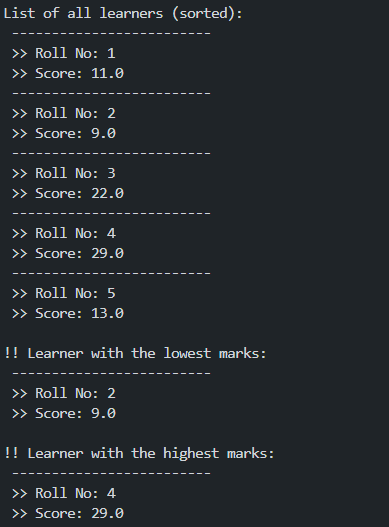 List of all learners (sorted):
-------------------------
>> Roll No: 1
>> Score: 11.0
-------------------------
>> Roll No: 2
>> Score: 9.0
-------------------------
>> Roll No: 3
>> Score: 22.0
-------------------------
>> Roll No: 4
>> Score: 29.0
-------------------------
>> Roll No: 5
>> Score: 13.0
!! Learner with the lowest marks:
-------------------------
>> Roll No: 2
>> Score: 9.0
!! Learner with the highest marks:
-------------------------
>> Roll No: 4
>> Score: 29.0